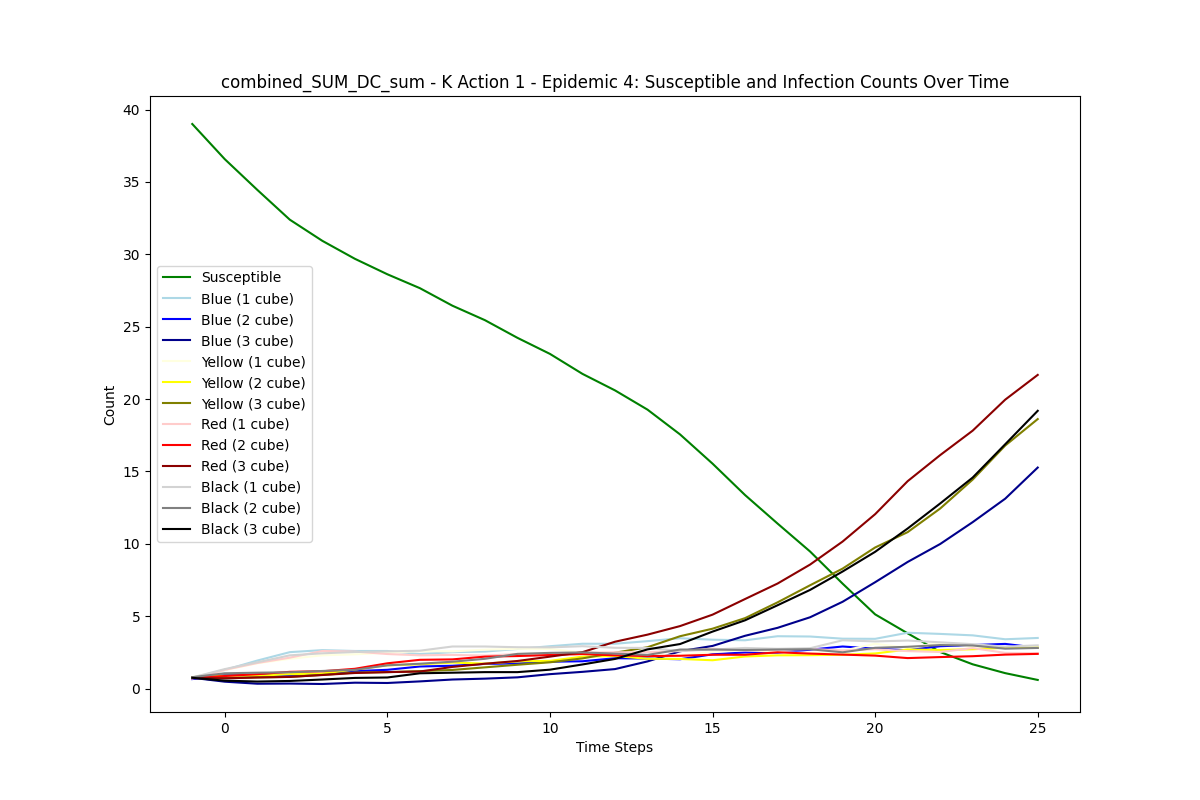 combined_SUM_DC_sum - K Action 1 - Epidemic 4: Susceptible and Infection Counts Over Time
40
35
30
25
20
15
10
5
0
Count
Susceptible
Blue (1 cube)
Blue (2 cube)
Blue (3 cube)
Yellow (1 cube)
Yellow (2 cube)
Yellow (3 cube)
Red (1 cube)
Red (2 cube)
Red (3 cube)
Black (1 cube)
Black (2 cube)
Black (3 cube)
0 5 10 15 20 25
Time Steps